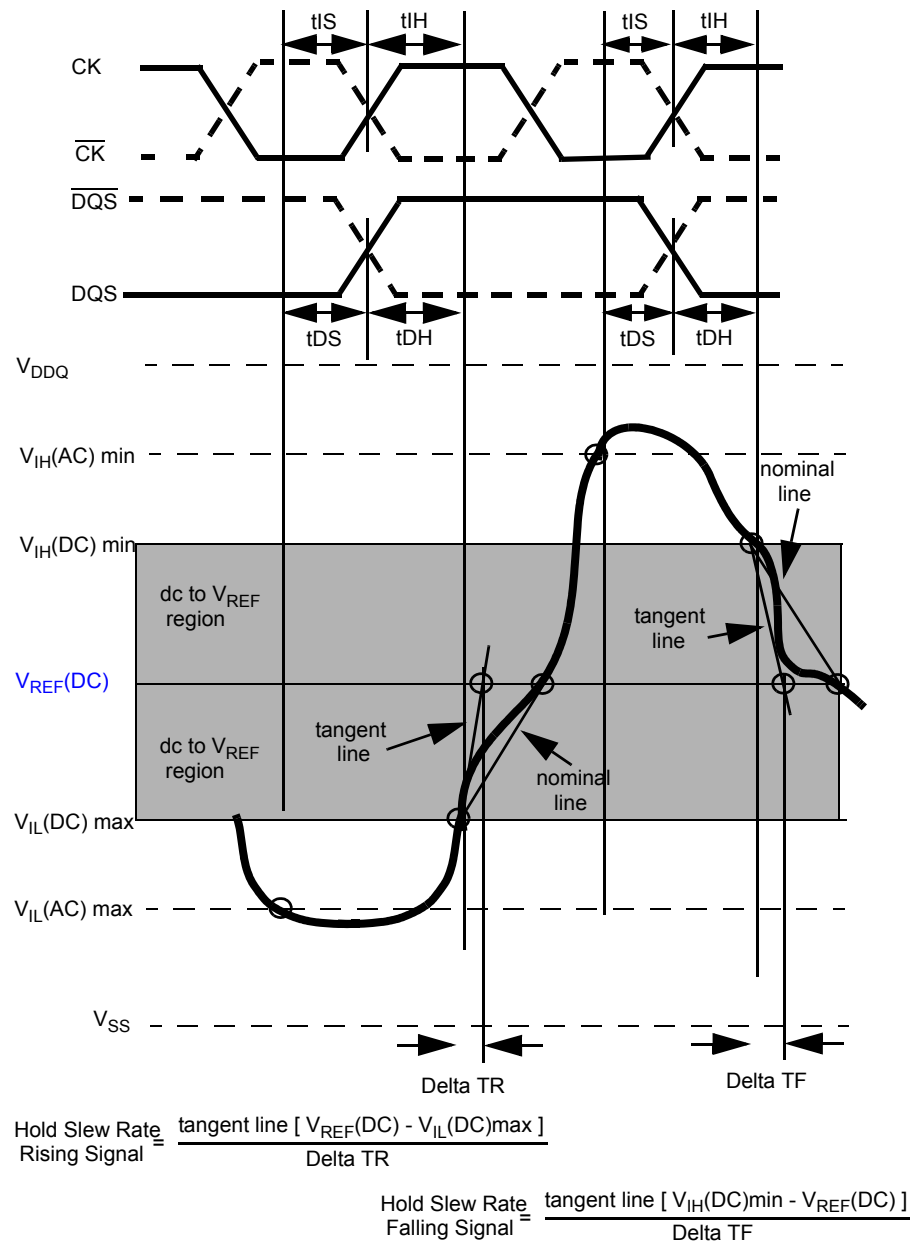 tIS tIH tIS tIH
CK
CK
DQS
DQS
tDS tDH tDS tDH
VDDQ
VIH(AC) min
nominal
line
VIH(DC) min
dc to VREF
region
tangent
line
VREF(DC)
tangent
line
dc to VREF
region
nominal
line
VIL(DC) max
VIL(AC) max
VSS
Delta TR
Delta TF
Hold Slew Rate
Rising Signal
=
tangent line [ VREF(DC) - VIL(DC)max ]
Delta TR
Hold Slew Rate
Falling Signal
=
tangent line [ VIH(DC)min - VREF(DC) ]
Delta TF